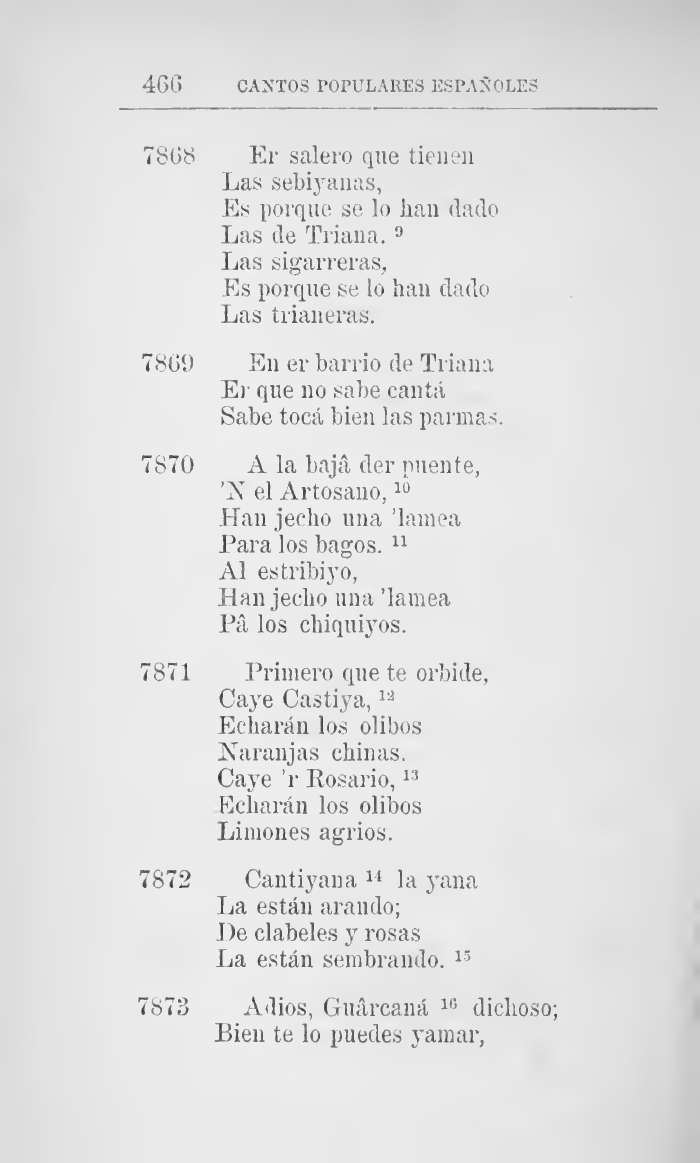 466 CANTOS POPULARES ESPAÑOLES
7868 Er salero que tienen
Las sebiyanas,
Es porque se lo han dado
Las de Triana. ⁹
Las sigarreras,
Es porque se lo han dado
Las trianeras.
7869 En er barrio de Triana
Er que no sabe cantá
Sabe tocá bien las parmas.
7870 A la bajâ der puente,
'N el Artosano, ¹⁰
Han jecho una 'lamea
Para los bagos. ¹¹
Al estribiyo,
Han jecho una 'lamea
Pâ los chiquiyos.
7871 Primero que te orbide,
Caye Castiya, ¹²
Echarán los olibos
Naranjas chinas.
Caye 'r Rosario, ¹³
Echarán los olibos
Limones agrios.
7872 Cantiyana ¹⁴ la yana
La están arando;
De clabeles y rosas
La están sembrando. ¹⁵
7873 Adios, Guârcaná ¹⁶ dichoso;
Bien te lo puedes yamar,